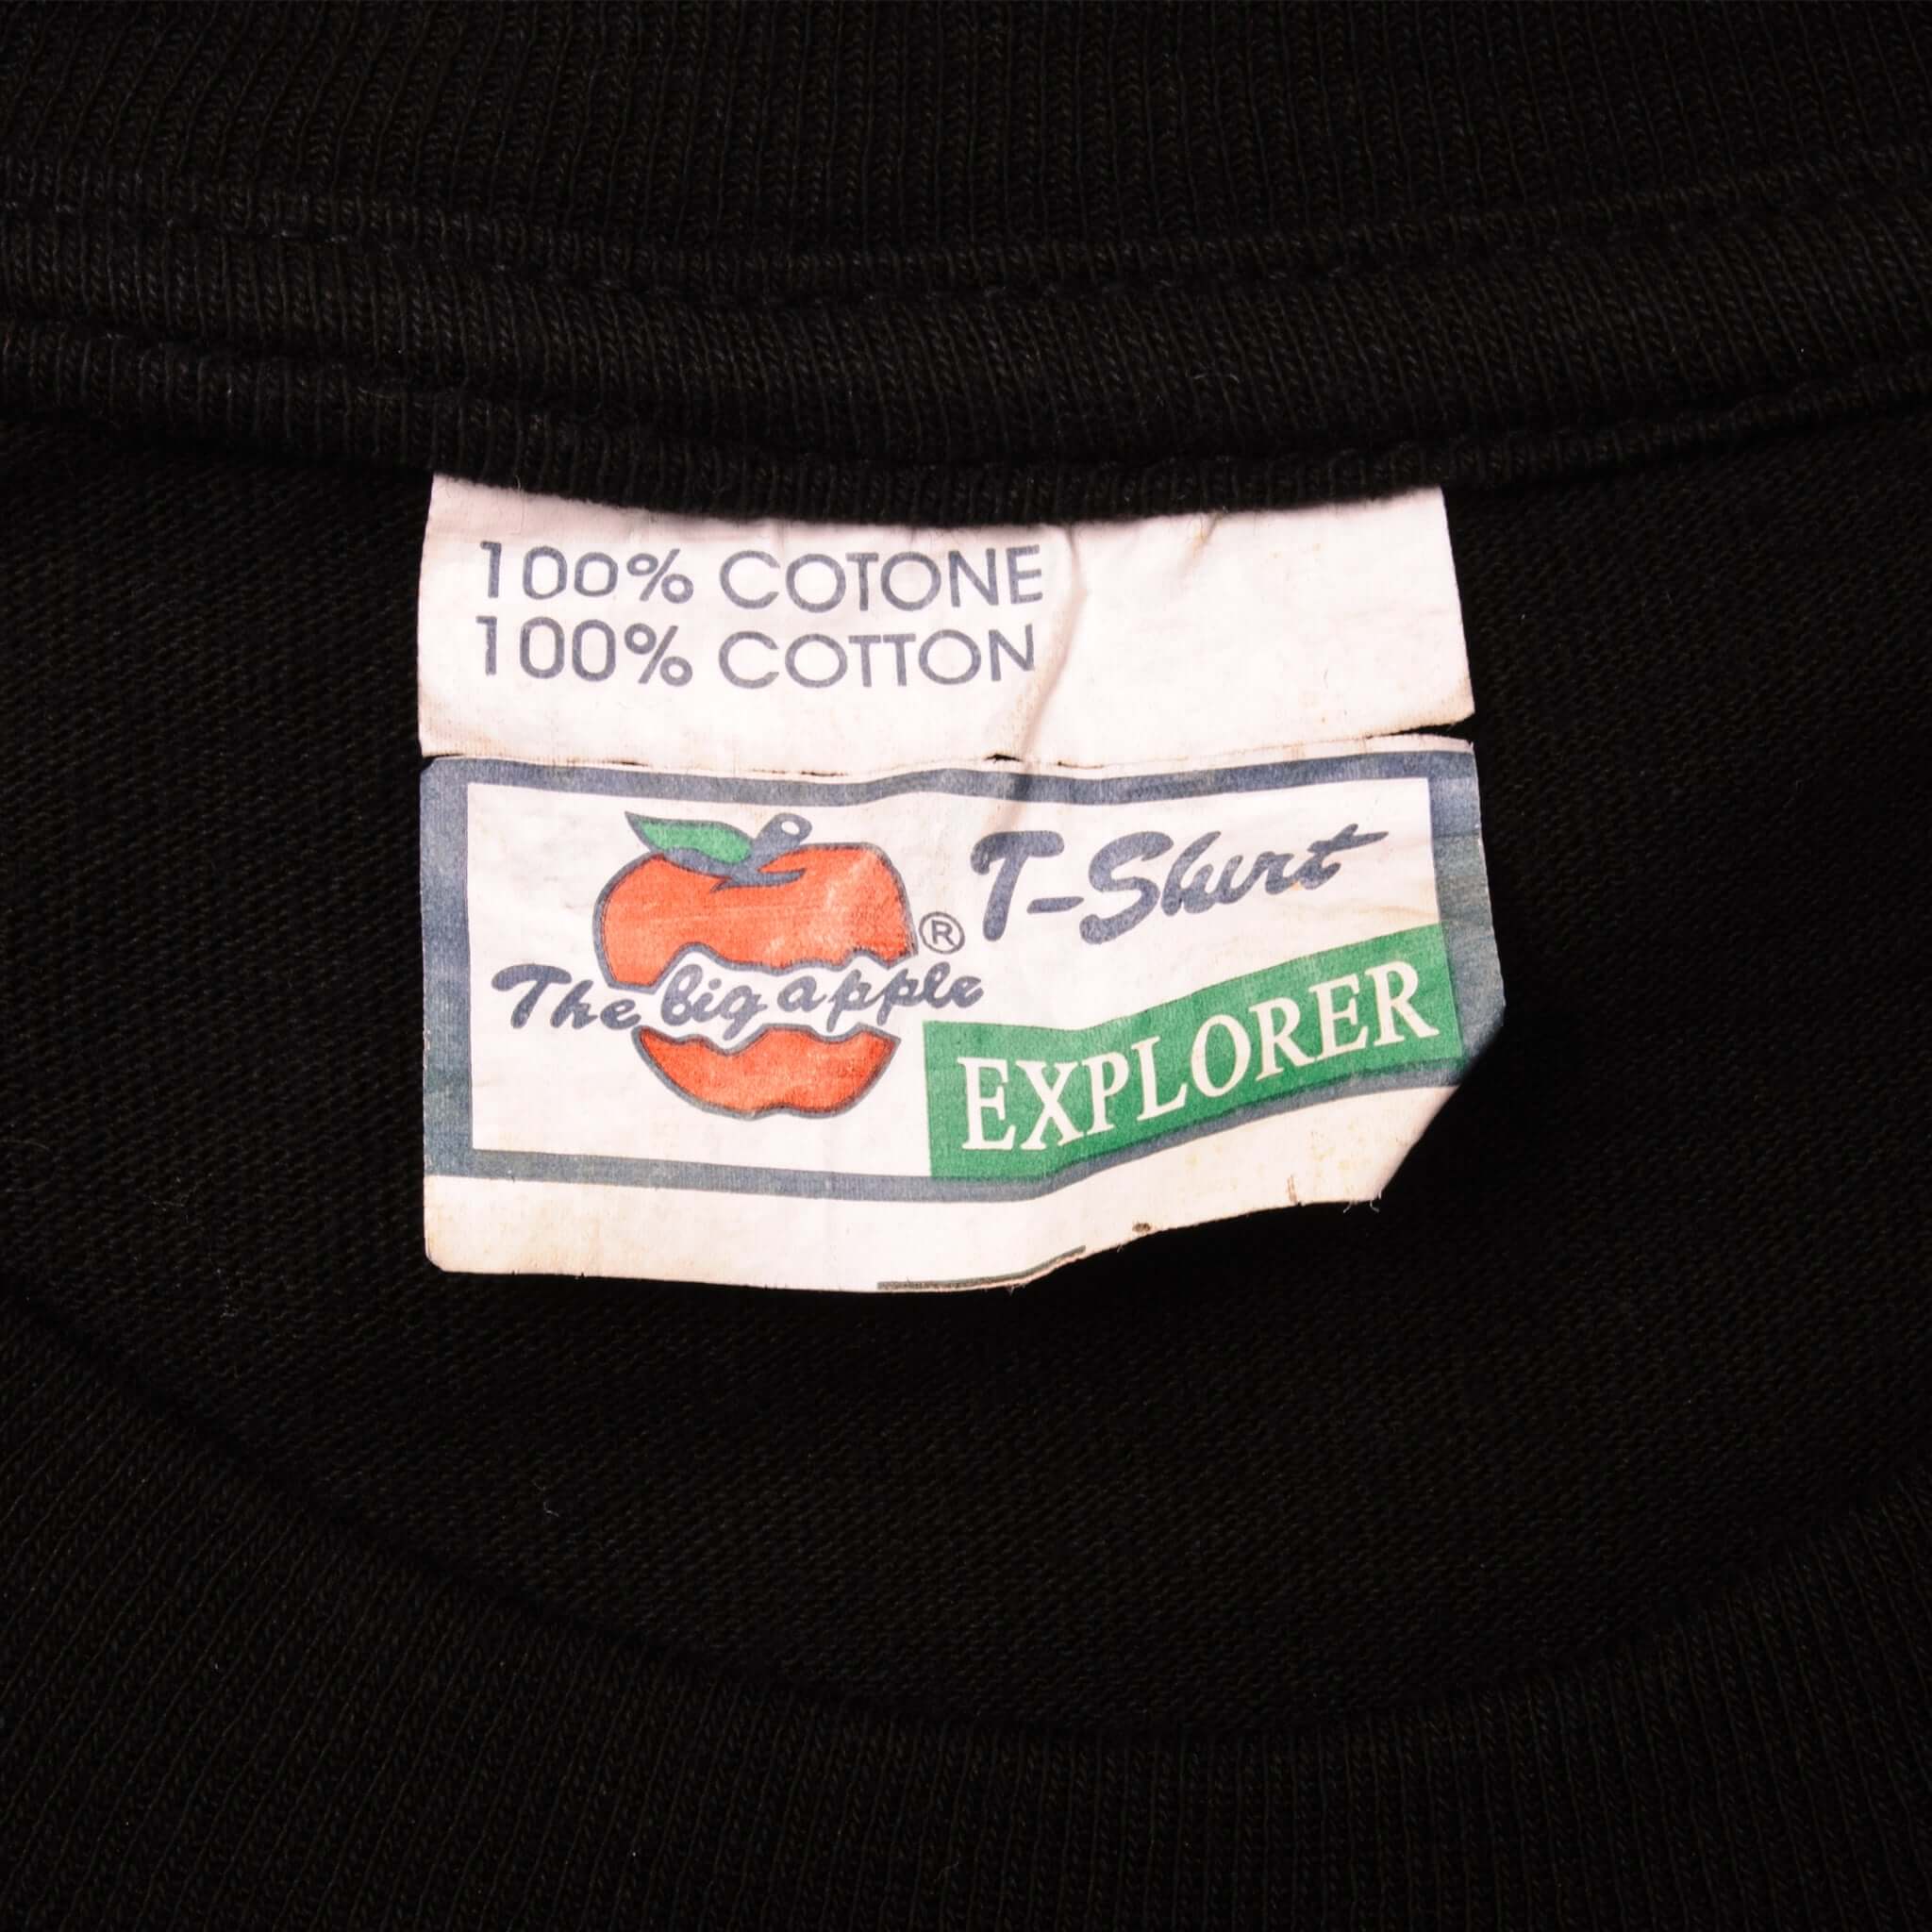 100% COTONE
100% COTTON
T-Shirt
The big apple ®
EXPLORER